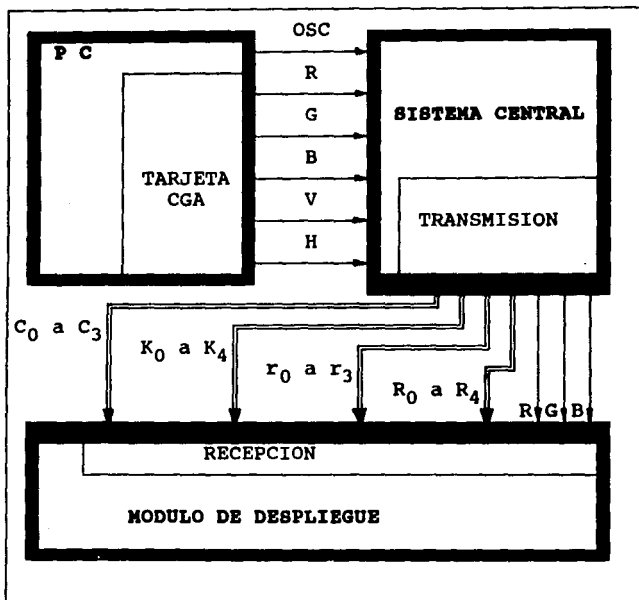 OSC
P C
R
G
SISTEMA CENTRAL
B
TARJETA
CGA
V
TRANSMISION
H
C₀ a C₃
K₀ a K₄
r₀ a r₃
R₀ a R₄
R G B
RECEPCION
MODULO DE DESPLIEGUE